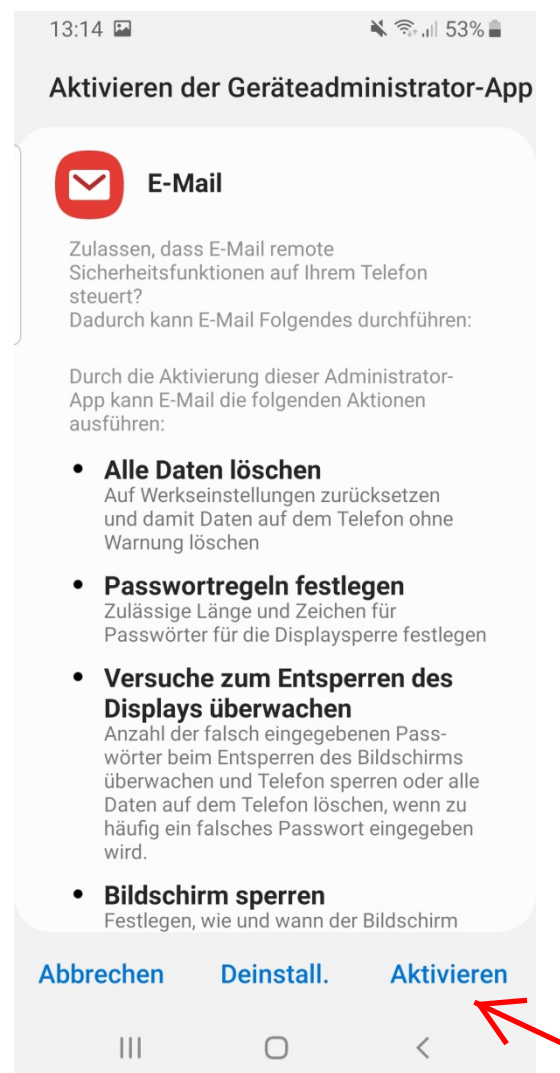 13:14 53%
Aktivieren der Geräteadministrator-App
E-Mail
Zulassen, dass E-Mail remote
Sicherheitsfunktionen auf Ihrem Telefon
steuert?
Dadurch kann E-Mail Folgendes durchführen:
Durch die Aktivierung dieser Administrator-
App kann E-Mail die folgenden Aktionen
ausführen:
• Alle Daten löschen
Auf Werkseinstellungen zurücksetzen
und damit Daten auf dem Telefon ohne
Warnung löschen
• Passwortregeln festlegen
Zulässige Länge und Zeichen für
Passwörter für die Displaysperre festlegen
• Versuche zum Entsperren des
Displays überwachen
Anzahl der falsch eingegebenen Pass-
wörter beim Entsperren des Bildschirms
überwachen und Telefon sperren oder alle
Daten auf dem Telefon löschen, wenn zu
häufig ein falsches Passwort eingegeben
wird.
• Bildschirm sperren
Festlegen, wie und wann der Bildschirm
Abbrechen Deinstall. Aktivieren